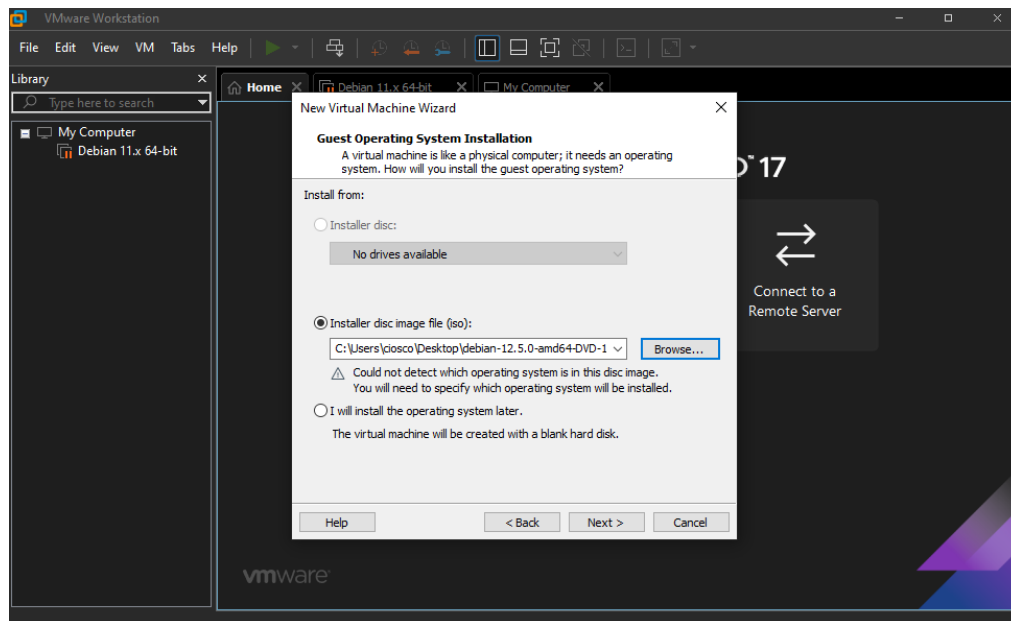 VMware Workstation
File Edit View VM Tabs Help
Library
Type here to search
My Computer
Debian 11.x 64-bit
Home
Debian 11.x 64-bit
My Computer
17
Connect to a
Remote Server
New Virtual Machine Wizard
Guest Operating System Installation
A virtual machine is like a physical computer; it needs an operating
system. How will you install the guest operating system?
Install from:
Installer disc:
No drives available
Installer disc image file (iso):
C:\Users\ciosco\Desktop\debian-12.5.0-amd64-DVD-1
Browse...
Could not detect which operating system is in this disc image.
You will need to specify which operating system will be installed.
I will install the operating system later.
The virtual machine will be created with a blank hard disk.
Help
< Back
Next >
Cancel
vmware